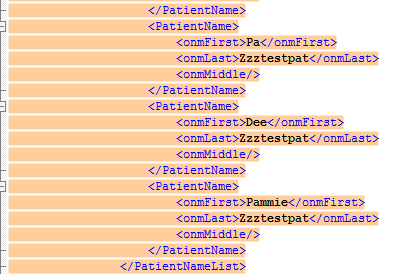 </PatientName>
<PatientName>
<onmFirst>Pa</onmFirst>
<onmLast>Zzztestpat</onmLast>
<onmMiddle/>
</PatientName>
<PatientName>
<onmFirst>Dee</onmFirst>
<onmLast>Zzztestpat</onmLast>
<onmMiddle/>
</PatientName>
<PatientName>
<onmFirst>Pammie</onmFirst>
<onmLast>Zzztestpat</onmLast>
<onmMiddle/>
</PatientName>
</PatientNameList>